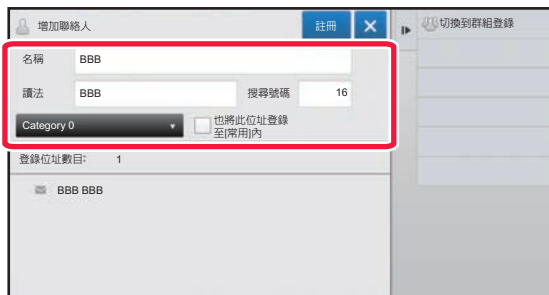 增加聯絡人
註冊
切換到群組登錄
名稱 BBB
讀法 BBB 搜尋號碼 16
Category 0
也將此位址登錄
至[常用]內
登錄位址數目: 1
BBB BBB